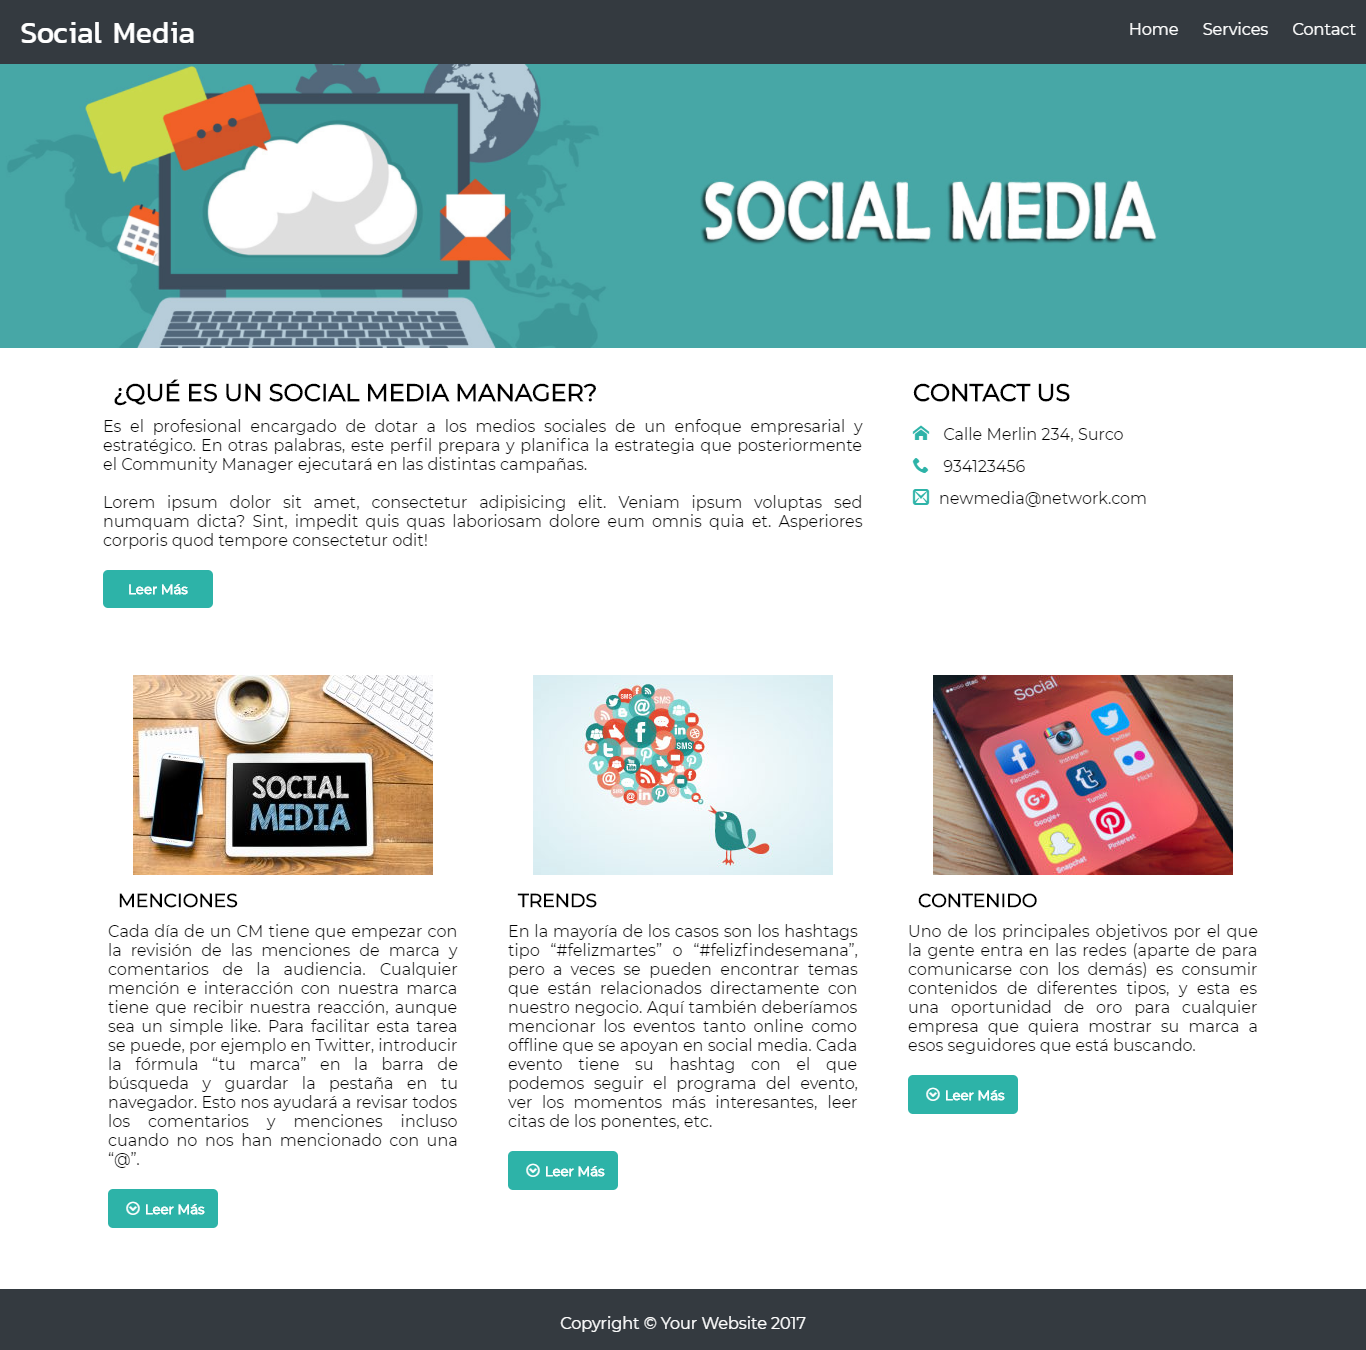 Social Media
Home Services Contact
SOCIAL MEDIA
¿QUÉ ES UN SOCIAL MEDIA MANAGER?
Es el profesional encargado de dotar a los medios sociales de un enfoque empresarial y
estratégico. En otras palabras, este perfil prepara y planifica la estrategia que posteriormente
el Community Manager ejecutará en las distintas campañas.
Lorem ipsum dolor sit amet, consectetur adipisicing elit. Veniam ipsum voluptas sed
numquam dicta? Sint, impedit quis quas laboriosam dolore eum omnis quia et. Asperiores
corporis quod tempore consectetur odit!
Leer Más
CONTACT US
Calle Merlin 234, Surco
934123456
newmedia@network.com
SOCIAL
MEDIA
MENCIONES
Cada día de un CM tiene que empezar con
la revisión de las menciones de marca y
comentarios de la audiencia. Cualquier
mención e interacción con nuestra marca
tiene que recibir nuestra reacción, aunque
sea un simple like. Para facilitar esta tarea
se puede, por ejemplo en Twitter, introducir
la fórmula “tu marca” en la barra de
búsqueda y guardar la pestaña en tu
navegador. Esto nos ayudará a revisar todos
los comentarios y menciones incluso
cuando no nos han mencionado con una
“@”.
Leer Más
SMS
SMS
SMS
TRENDS
En la mayoría de los casos son los hashtags
tipo “#felizmartes” o “#felizfindesemana”,
pero a veces se pueden encontrar temas
que están relacionados directamente con
nuestro negocio. Aquí también deberíamos
mencionar los eventos tanto online como
offline que se apoyan en social media. Cada
evento tiene su hashtag con el que
podemos seguir el programa del evento,
ver los momentos más interesantes, leer
citas de los ponentes, etc.
Leer Más
Social
Facebook Instagram Twitter
Google+ Tumblr Flickr
Snapchat Pinterest
CONTENIDO
Uno de los principales objetivos por el que
la gente entra en las redes (aparte de para
comunicarse con los demás) es consumir
contenidos de diferentes tipos, y esta es
una oportunidad de oro para cualquier
empresa que quiera mostrar su marca a
esos seguidores que está buscando.
Leer Más
Copyright © Your Website 2017